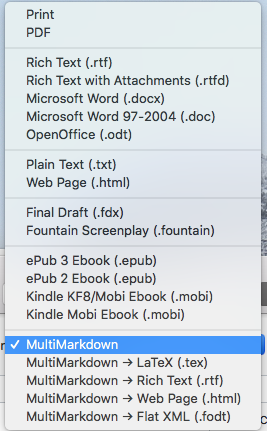 Print
PDF
Rich Text (.rtf)
Rich Text with Attachments (.rtfd)
Microsoft Word (.docx)
Microsoft Word 97-2004 (.doc)
OpenOffice (.odt)
Plain Text (.txt)
Web Page (.html)
Final Draft (.fdx)
Fountain Screenplay (.fountain)
ePub 3 Ebook (.epub)
ePub 2 Ebook (.epub)
Kindle KF8/Mobi Ebook (.mobi)
Kindle Mobi Ebook (.mobi)
✓ MultiMarkdown
MultiMarkdown → LaTeX (.tex)
MultiMarkdown → Rich Text (.rtf)
MultiMarkdown → Web Page (.html)
MultiMarkdown → Flat XML (.fodt)